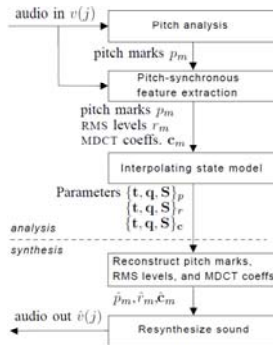 audio in v(j)
Pitch analysis
pitch marks p_m
Pitch-synchronous
feature extraction
pitch marks p_m
RMS levels r_m
MDCT coeffs. c_m
Interpolating state model
Parameters {t, q, S}_p
{t, q, S}_r
{t, q, S}_c
analysis
synthesis
Reconstruct pitch marks,
RMS levels, and MDCT coeffs
p̂_m, r̂_m, ĉ_m
Resynthesize sound
audio out v̂(j)